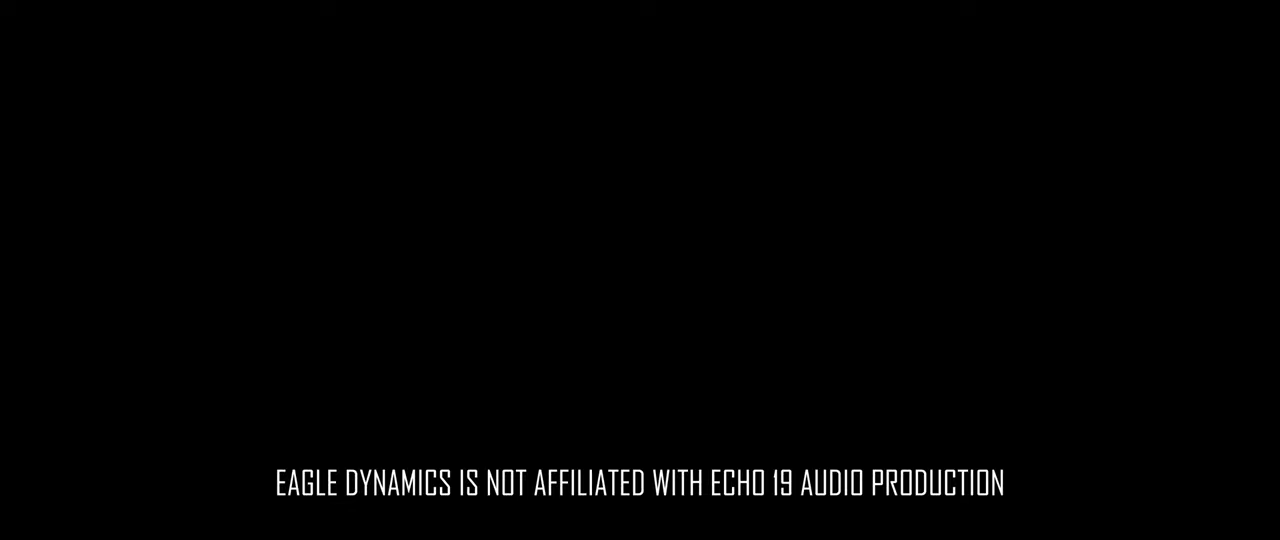 EAGLE DYNAMICS IS NOT AFFILIATED WITH ECHO 19 AUDIO PRODUCTION